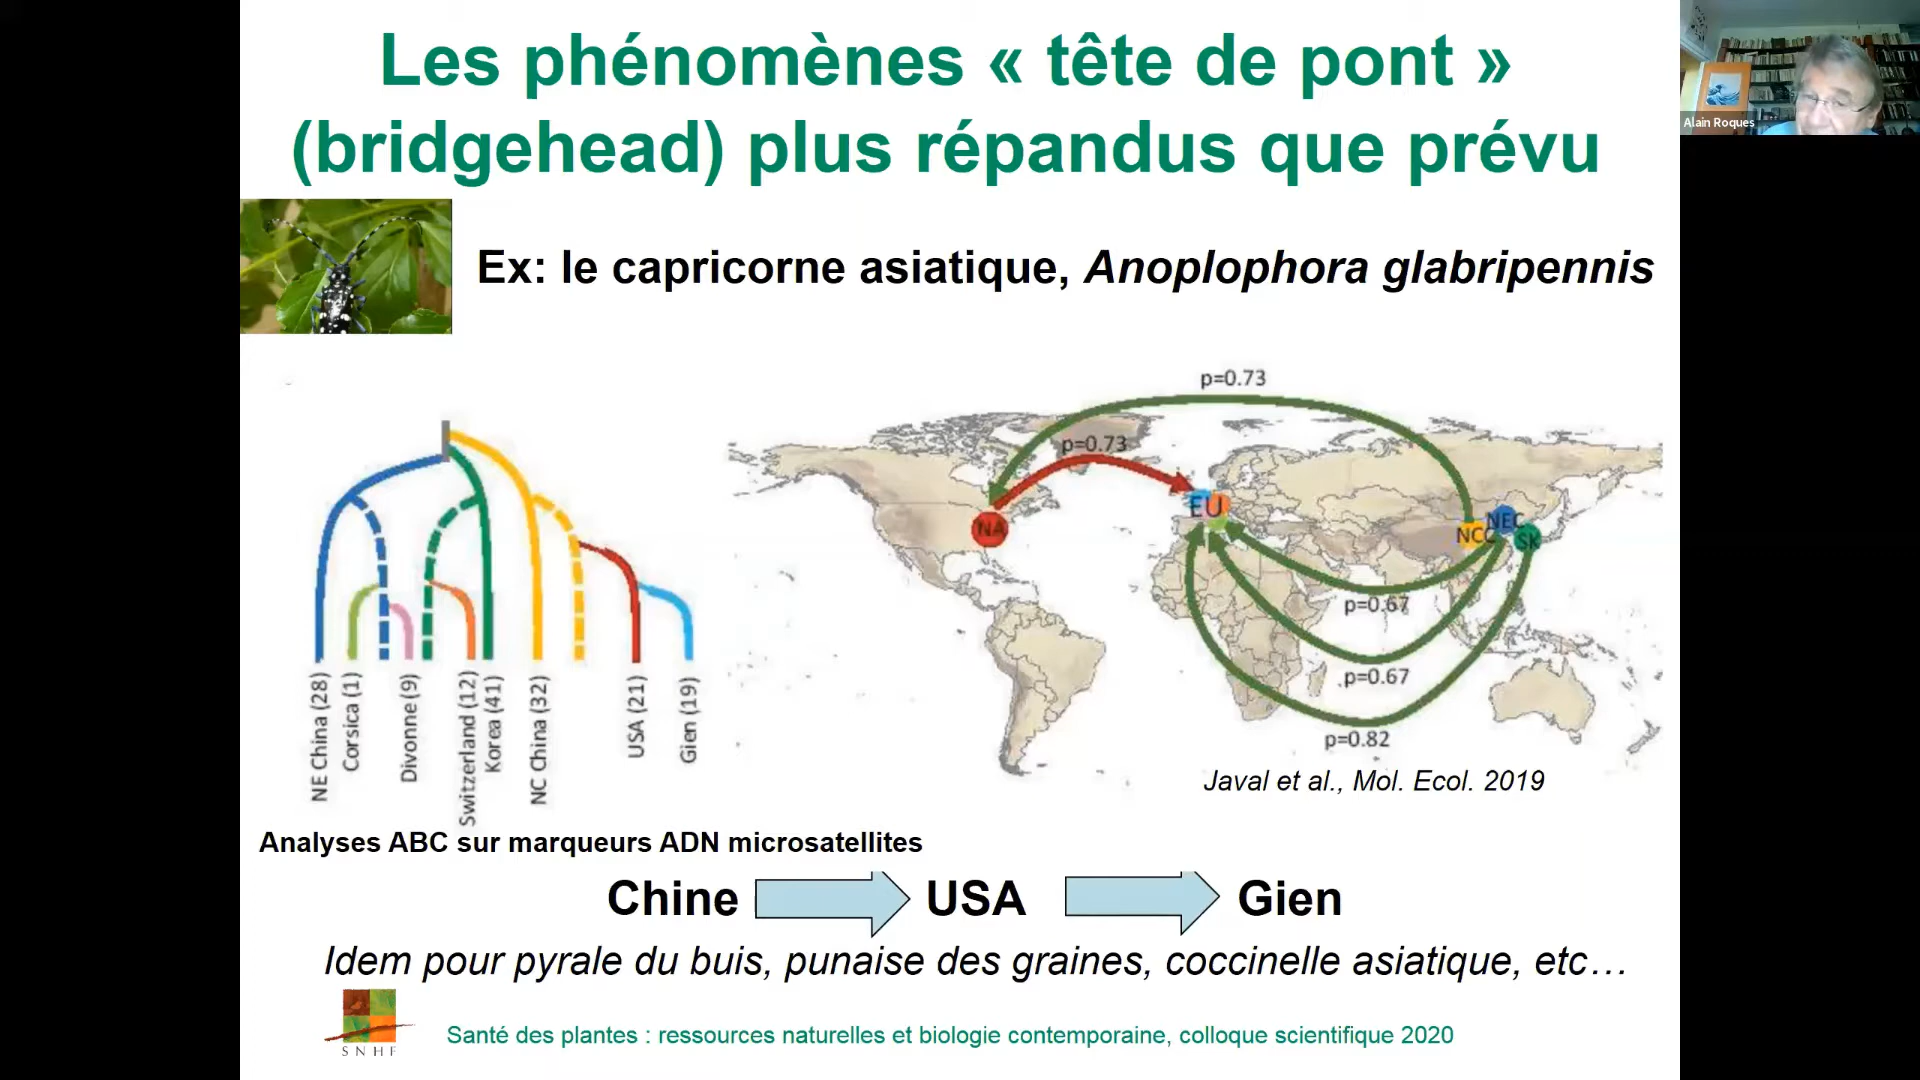 Les phénomènes « tête de pont »
(bridgehead) plus répandus que prévu
Alain Roques
Ex: le capricorne asiatique, Anoplophora glabripennis
p=0.73
p=0.73
EU
NA
NEC
NCC
SK
p=0.67
p=0.67
p=0.82
NE China (28)
Corsica (1)
Divonne (9)
Switzerland (12)
Korea (41)
NC China (32)
USA (21)
Gien (19)
Javal et al., Mol. Ecol. 2019
Analyses ABC sur marqueurs ADN microsatellites
Chine USA Gien
Idem pour pyrale du buis, punaise des graines, coccinelle asiatique, etc…
SNHF
Santé des plantes : ressources naturelles et biologie contemporaine, colloque scientifique 2020